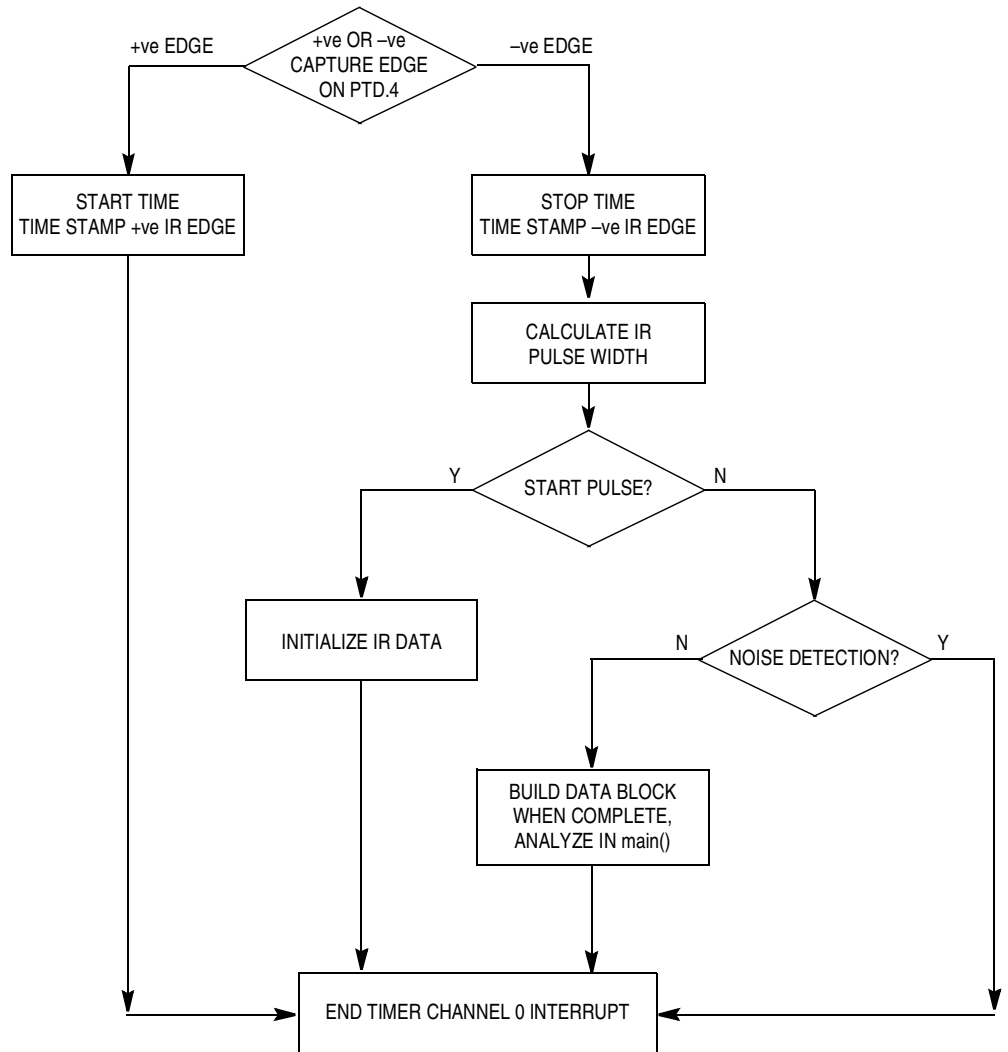 +ve EDGE
+ve OR –ve
CAPTURE EDGE
ON PTD.4
–ve EDGE
START TIME
TIME STAMP +ve IR EDGE
STOP TIME
TIME STAMP –ve IR EDGE
CALCULATE IR
PULSE WIDTH
Y
START PULSE?
N
INITIALIZE IR DATA
N
NOISE DETECTION?
Y
BUILD DATA BLOCK
WHEN COMPLETE,
ANALYZE IN main()
END TIMER CHANNEL 0 INTERRUPT